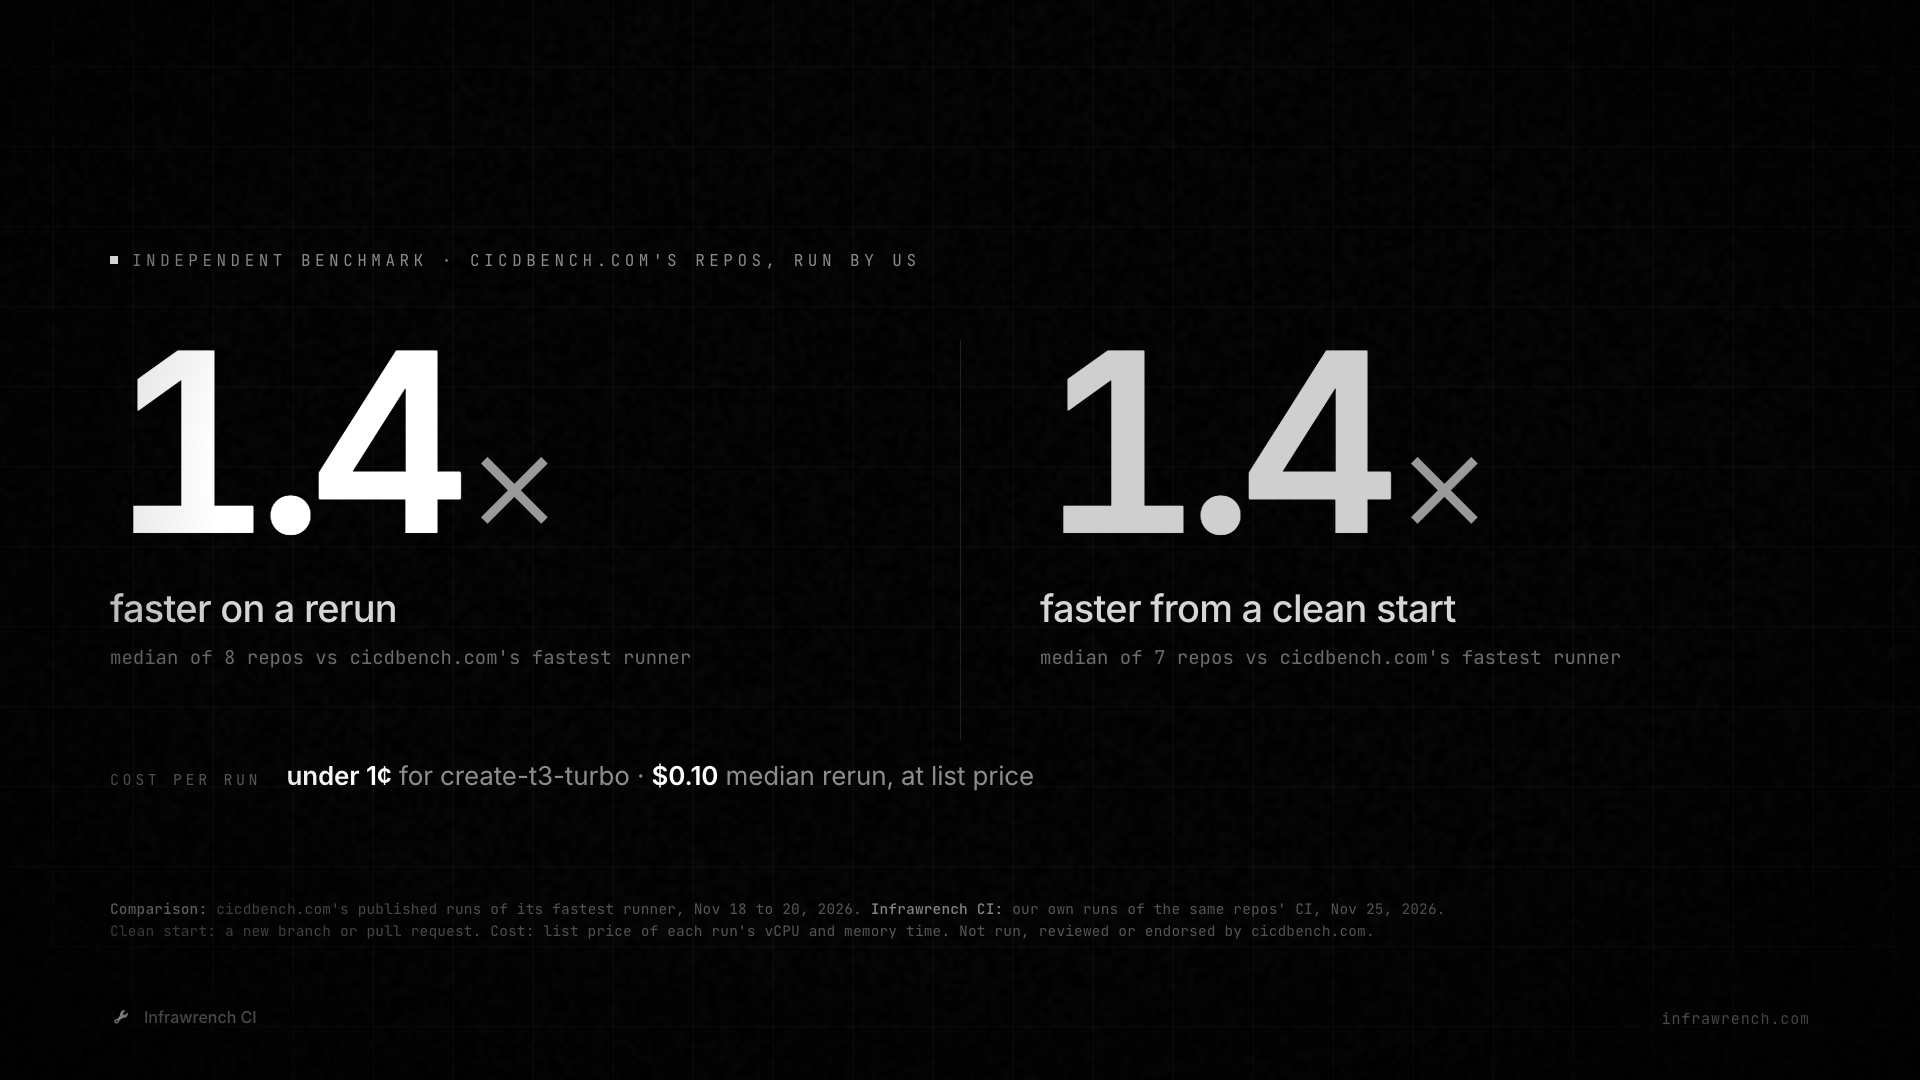 INDEPENDENT BENCHMARK · CICDBENCH.COM'S REPOS, RUN BY US
1.4×
faster on a rerun
median of 8 repos vs cicdbench.com's fastest runner
1.4×
faster from a clean start
median of 7 repos vs cicdbench.com's fastest runner
COST PER RUN under 1¢ for create-t3-turbo · $0.10 median rerun, at list price
Comparison: cicdbench.com's published runs of its fastest runner, Nov 18 to 20, 2026. Infrawrench CI: our own runs of the same repos' CI, Nov 25, 2026.
Clean start: a new branch or pull request. Cost: list price of each run's vCPU and memory time. Not run, reviewed or endorsed by cicdbench.com.
Infrawrench CI
infrawrench.com